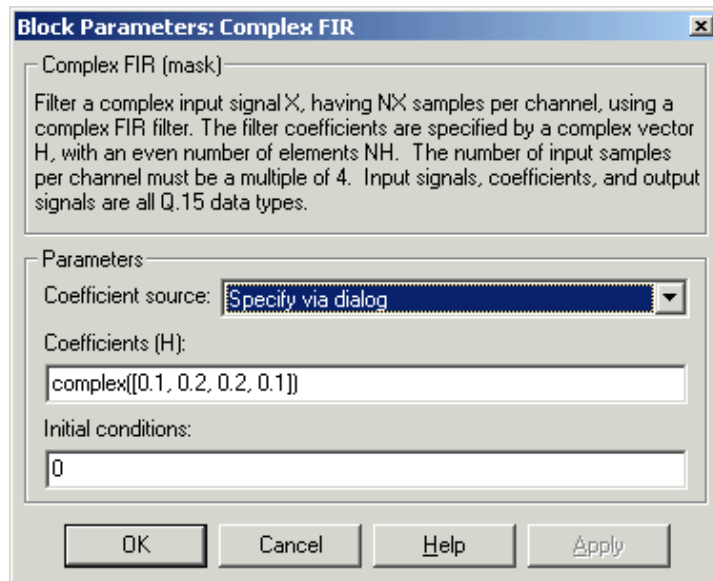 Block Parameters: Complex FIR
Complex FIR (mask)
Filter a complex input signal X, having NX samples per channel, using a
complex FIR filter. The filter coefficients are specified by a complex vector
H, with an even number of elements NH.  The number of input samples
per channel must be a multiple of 4.  Input signals, coefficients, and output
signals are all Q.15 data types.
Parameters
Coefficient source: Specify via dialog
Coefficients (H):
complex([0.1, 0.2, 0.2, 0.1])
Initial conditions:
0
OK Cancel Help Apply